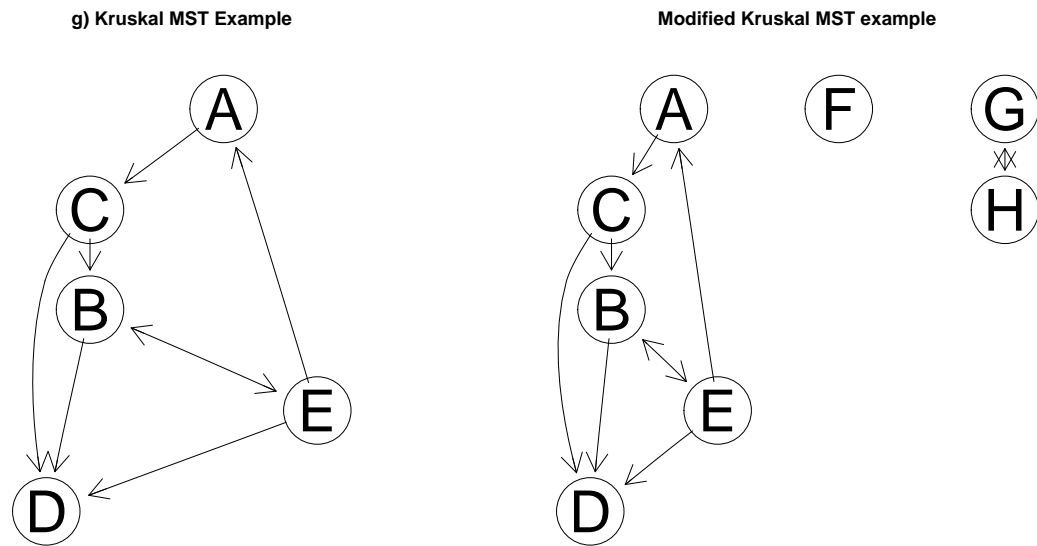 g) Kruskal MST Example
A
C
B
E
D
Modified Kruskal MST example
A
F
G
C
H
B
E
D